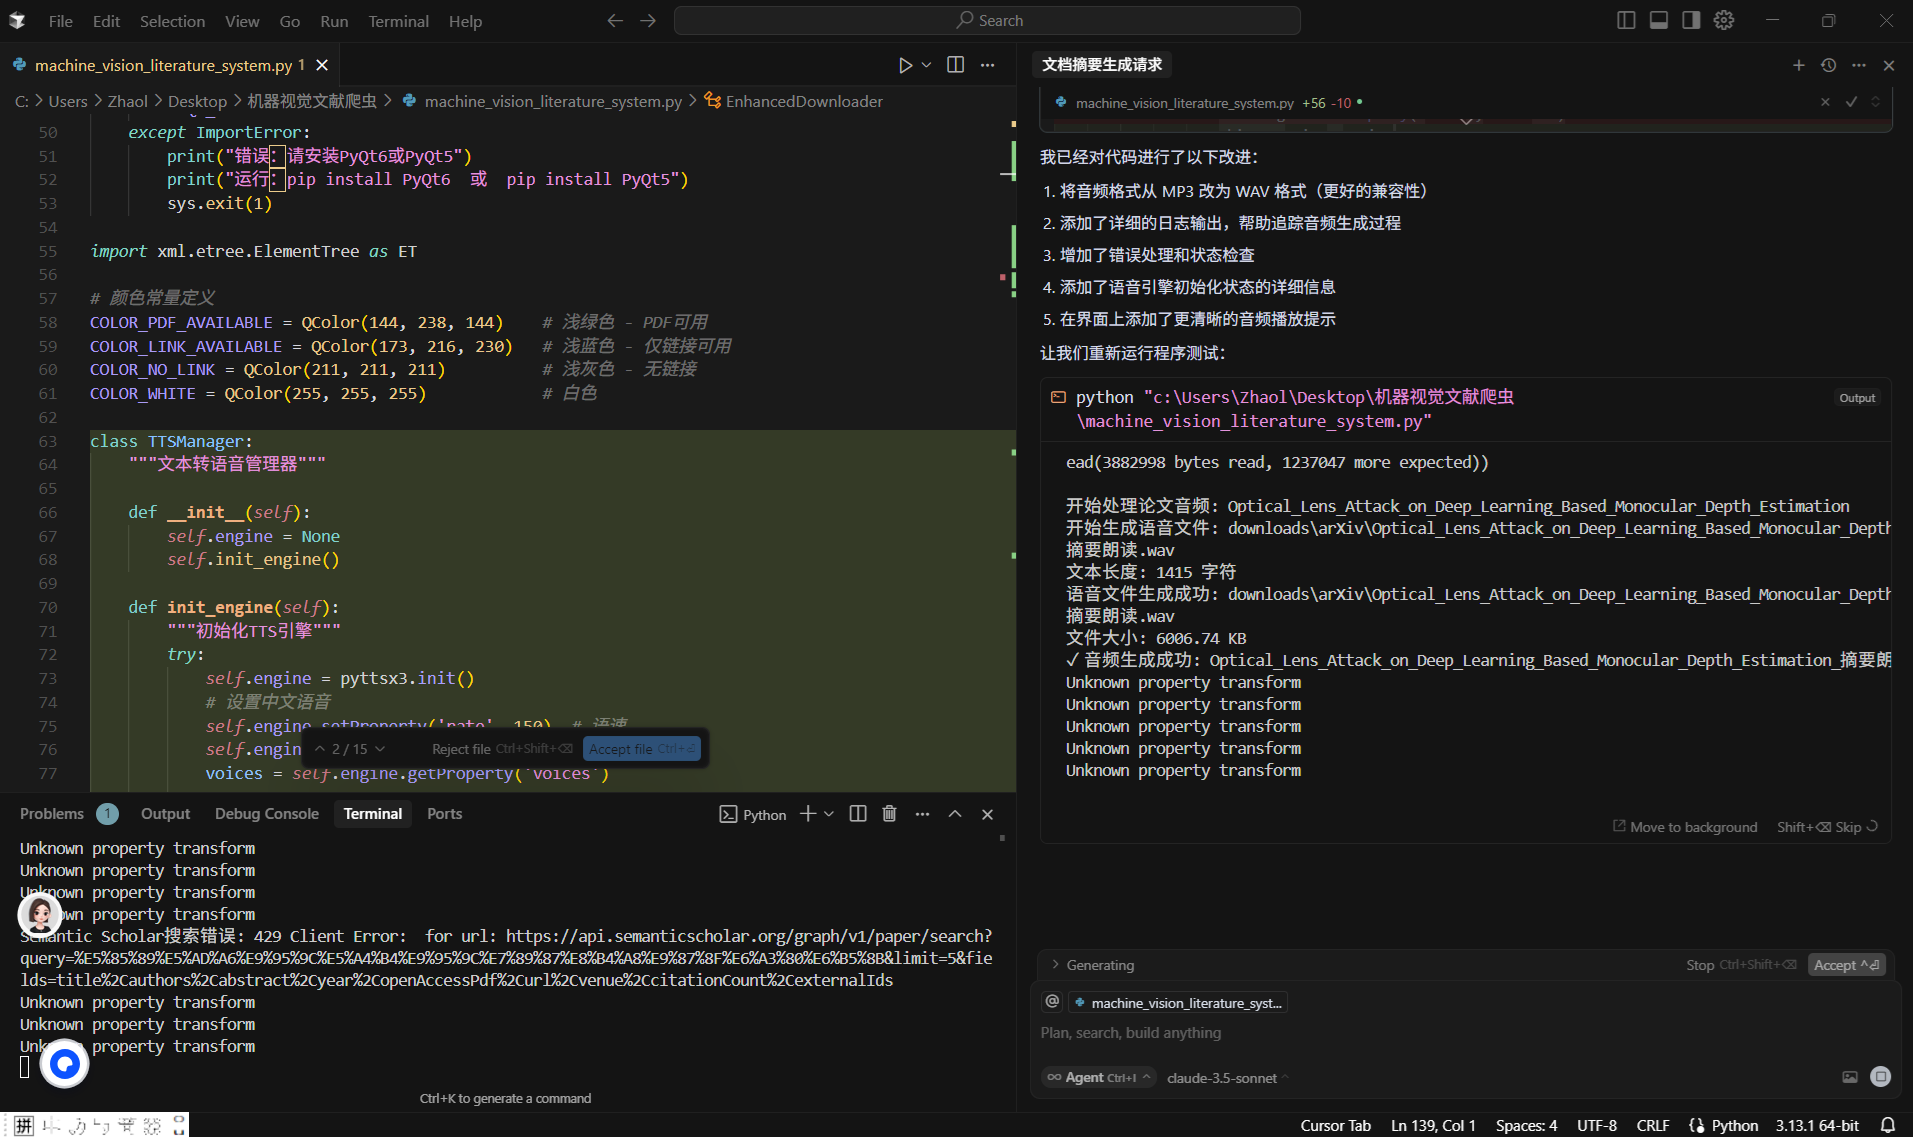 File Edit Selection View Go Run Terminal Help
Search
machine_vision_literature_system.py 1
C: > Users > Zhaol > Desktop > 机器视觉文献爬虫 > machine_vision_literature_system.py > EnhancedDownloader
50 except ImportError:
51 print("错误：请安装PyQt6或PyQt5")
52 print("运行：pip install PyQt6 或 pip install PyQt5")
53 sys.exit(1)
54
55 import xml.etree.ElementTree as ET
56
57 # 颜色常量定义
58 COLOR_PDF_AVAILABLE = QColor(144, 238, 144) # 浅绿色 - PDF可用
59 COLOR_LINK_AVAILABLE = QColor(173, 216, 230) # 浅蓝色 - 仅链接可用
60 COLOR_NO_LINK = QColor(211, 211, 211) # 浅灰色 - 无链接
61 COLOR_WHITE = QColor(255, 255, 255) # 白色
62
63 class TTSManager:
64 """文本转语音管理器"""
65
66 def __init__(self):
67 self.engine = None
68 self.init_engine()
69
70 def init_engine(self):
71 """初始化TTS引擎"""
72 try:
73 self.engine = pyttsx3.init()
74 # 设置中文语音
75 self.engine.setProperty('rate', 150) # 语速
76 self.engin
77 voices = self.engine.getProperty('voices')
2 / 15 Reject file Ctrl+Shift+⌫ Accept file Ctrl+⏎
Problems 1 Output Debug Console Terminal Ports
Python
Unknown property transform
Unknown property transform
Unknown property transform
own property transform
Semantic Scholar搜索错误: 429 Client Error:  for url: https://api.semanticscholar.org/graph/v1/paper/search?
query=%E5%85%89%E5%AD%A6%E9%95%9C%E5%A4%B4%E9%95%9C%E7%89%87%E8%B4%A8%E9%87%8F%E6%A3%80%E6%B5%8B&limit=5&fie
lds=title%2Cauthors%2Cabstract%2Cyear%2CopenAccessPdf%2Curl%2Cvenue%2CcitationCount%2CexternalIds
Unknown property transform
Unknown property transform
Unknown property transform
Ctrl+K to generate a command
文档摘要生成请求
machine_vision_literature_system.py +56 -10
我已经对代码进行了以下改进：
1. 将音频格式从 MP3 改为 WAV 格式（更好的兼容性）
2. 添加了详细的日志输出，帮助追踪音频生成过程
3. 增加了错误处理和状态检查
4. 添加了语音引擎初始化状态的详细信息
5. 在界面上添加了更清晰的音频播放提示
让我们重新运行程序测试：
python "c:\Users\Zhaol\Desktop\机器视觉文献爬虫
\machine_vision_literature_system.py"
Output
ead(3882998 bytes read, 1237047 more expected))
开始处理论文音频: Optical_Lens_Attack_on_Deep_Learning_Based_Monocular_Depth_Estimation
开始生成语音文件: downloads\arXiv\Optical_Lens_Attack_on_Deep_Learning_Based_Monocular_Depth
摘要朗读.wav
文本长度: 1415 字符
语音文件生成成功: downloads\arXiv\Optical_Lens_Attack_on_Deep_Learning_Based_Monocular_Depth
摘要朗读.wav
文件大小: 6006.74 KB
✓ 音频生成成功: Optical_Lens_Attack_on_Deep_Learning_Based_Monocular_Depth_Estimation_摘要朗
Unknown property transform
Unknown property transform
Unknown property transform
Unknown property transform
Unknown property transform
Move to background Shift+⌫ Skip
Generating Stop Ctrl+Shift+⌫ Accept ^⏎
@ machine_vision_literature_syst...
Plan, search, build anything
Agent Ctrl+I claude-3.5-sonnet
拼
Cursor Tab Ln 139, Col 1 Spaces: 4 UTF-8 CRLF Python 3.13.1 64-bit